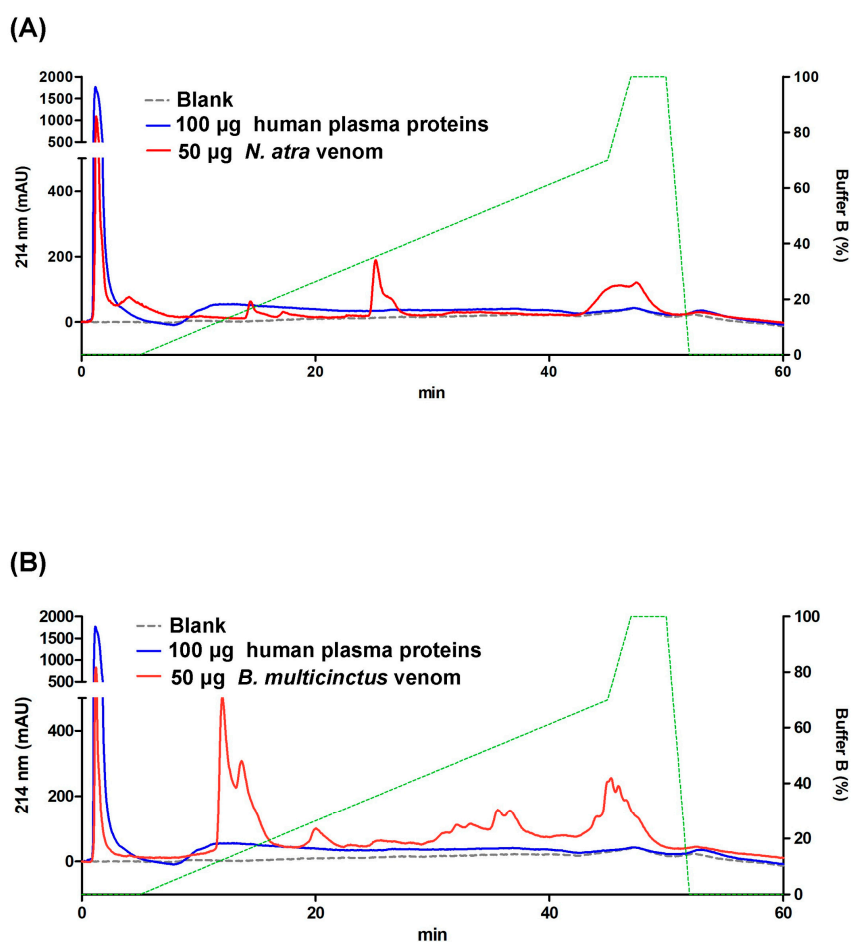 (A)
2000
1500
1000
500
400
200
0
214 nm (mAU)
Blank
100 µg human plasma proteins
50 µg N. atra venom
100
80
60
40
20
0
Buffer B (%)
0 20 40 60
min
(B)
2000
1500
1000
500
400
200
0
214 nm (mAU)
Blank
100 µg human plasma proteins
50 µg B. multicinctus venom
100
80
60
40
20
0
Buffer B (%)
0 20 40 60
min